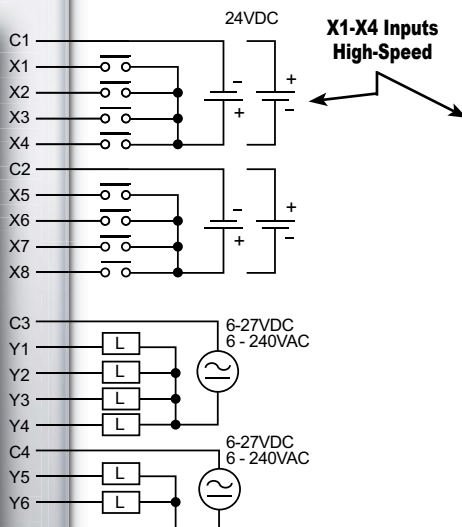 24VDC
X1-X4 Inputs
High-Speed
C1
X1
X2
X3
X4
C2
X5
X6
X7
X8
- +
+ -
- +
+ -
C3
Y1
Y2
Y3
Y4
L
L
L
L
6-27VDC
6 - 240VAC
C4
Y5
Y6
L
L
6-27VDC
6 - 240VAC